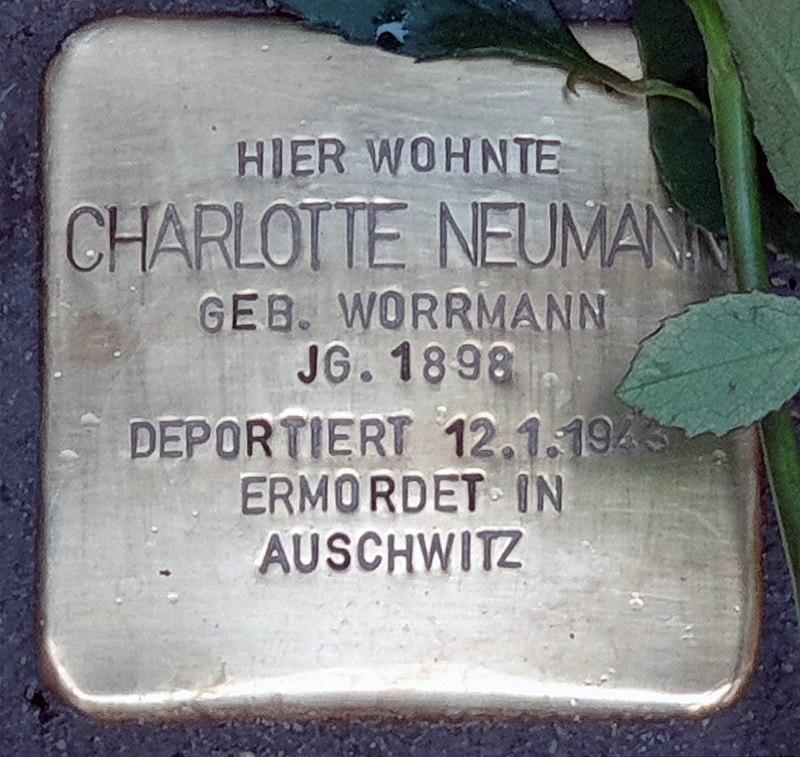 HIER WOHNTE
CHARLOTTE NEUMANN
GEB. WORRMANN
JG. 1898
DEPORTIERT 12.1.1943
ERMORDET IN
AUSCHWITZ